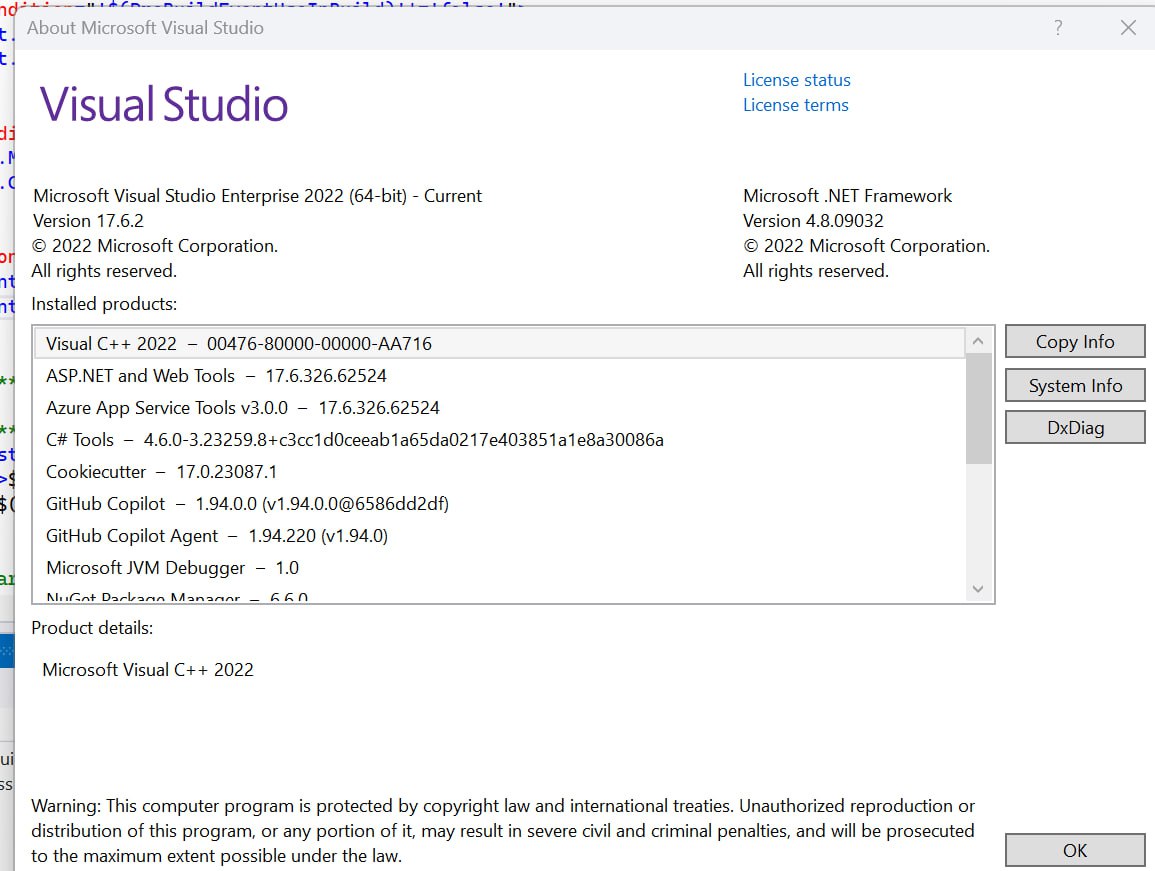 About Microsoft Visual Studio
?
Visual Studio
License status
License terms
Microsoft Visual Studio Enterprise 2022 (64-bit) - Current
Version 17.6.2
© 2022 Microsoft Corporation.
All rights reserved.
Microsoft .NET Framework
Version 4.8.09032
© 2022 Microsoft Corporation.
All rights reserved.
Installed products:
Visual C++ 2022 – 00476-80000-00000-AA716
ASP.NET and Web Tools – 17.6.326.62524
Azure App Service Tools v3.0.0 – 17.6.326.62524
C# Tools – 4.6.0-3.23259.8+c3cc1d0ceeab1a65da0217e403851a1e8a30086a
Cookiecutter – 17.0.23087.1
GitHub Copilot – 1.94.0.0 (v1.94.0.0@6586dd2df)
GitHub Copilot Agent – 1.94.220 (v1.94.0)
Microsoft JVM Debugger – 1.0
NuGet Package Manager – 6.6.0
Copy Info
System Info
DxDiag
Product details:
Microsoft Visual C++ 2022
Warning: This computer program is protected by copyright law and international treaties. Unauthorized reproduction or
distribution of this program, or any portion of it, may result in severe civil and criminal penalties, and will be prosecuted
to the maximum extent possible under the law.
OK